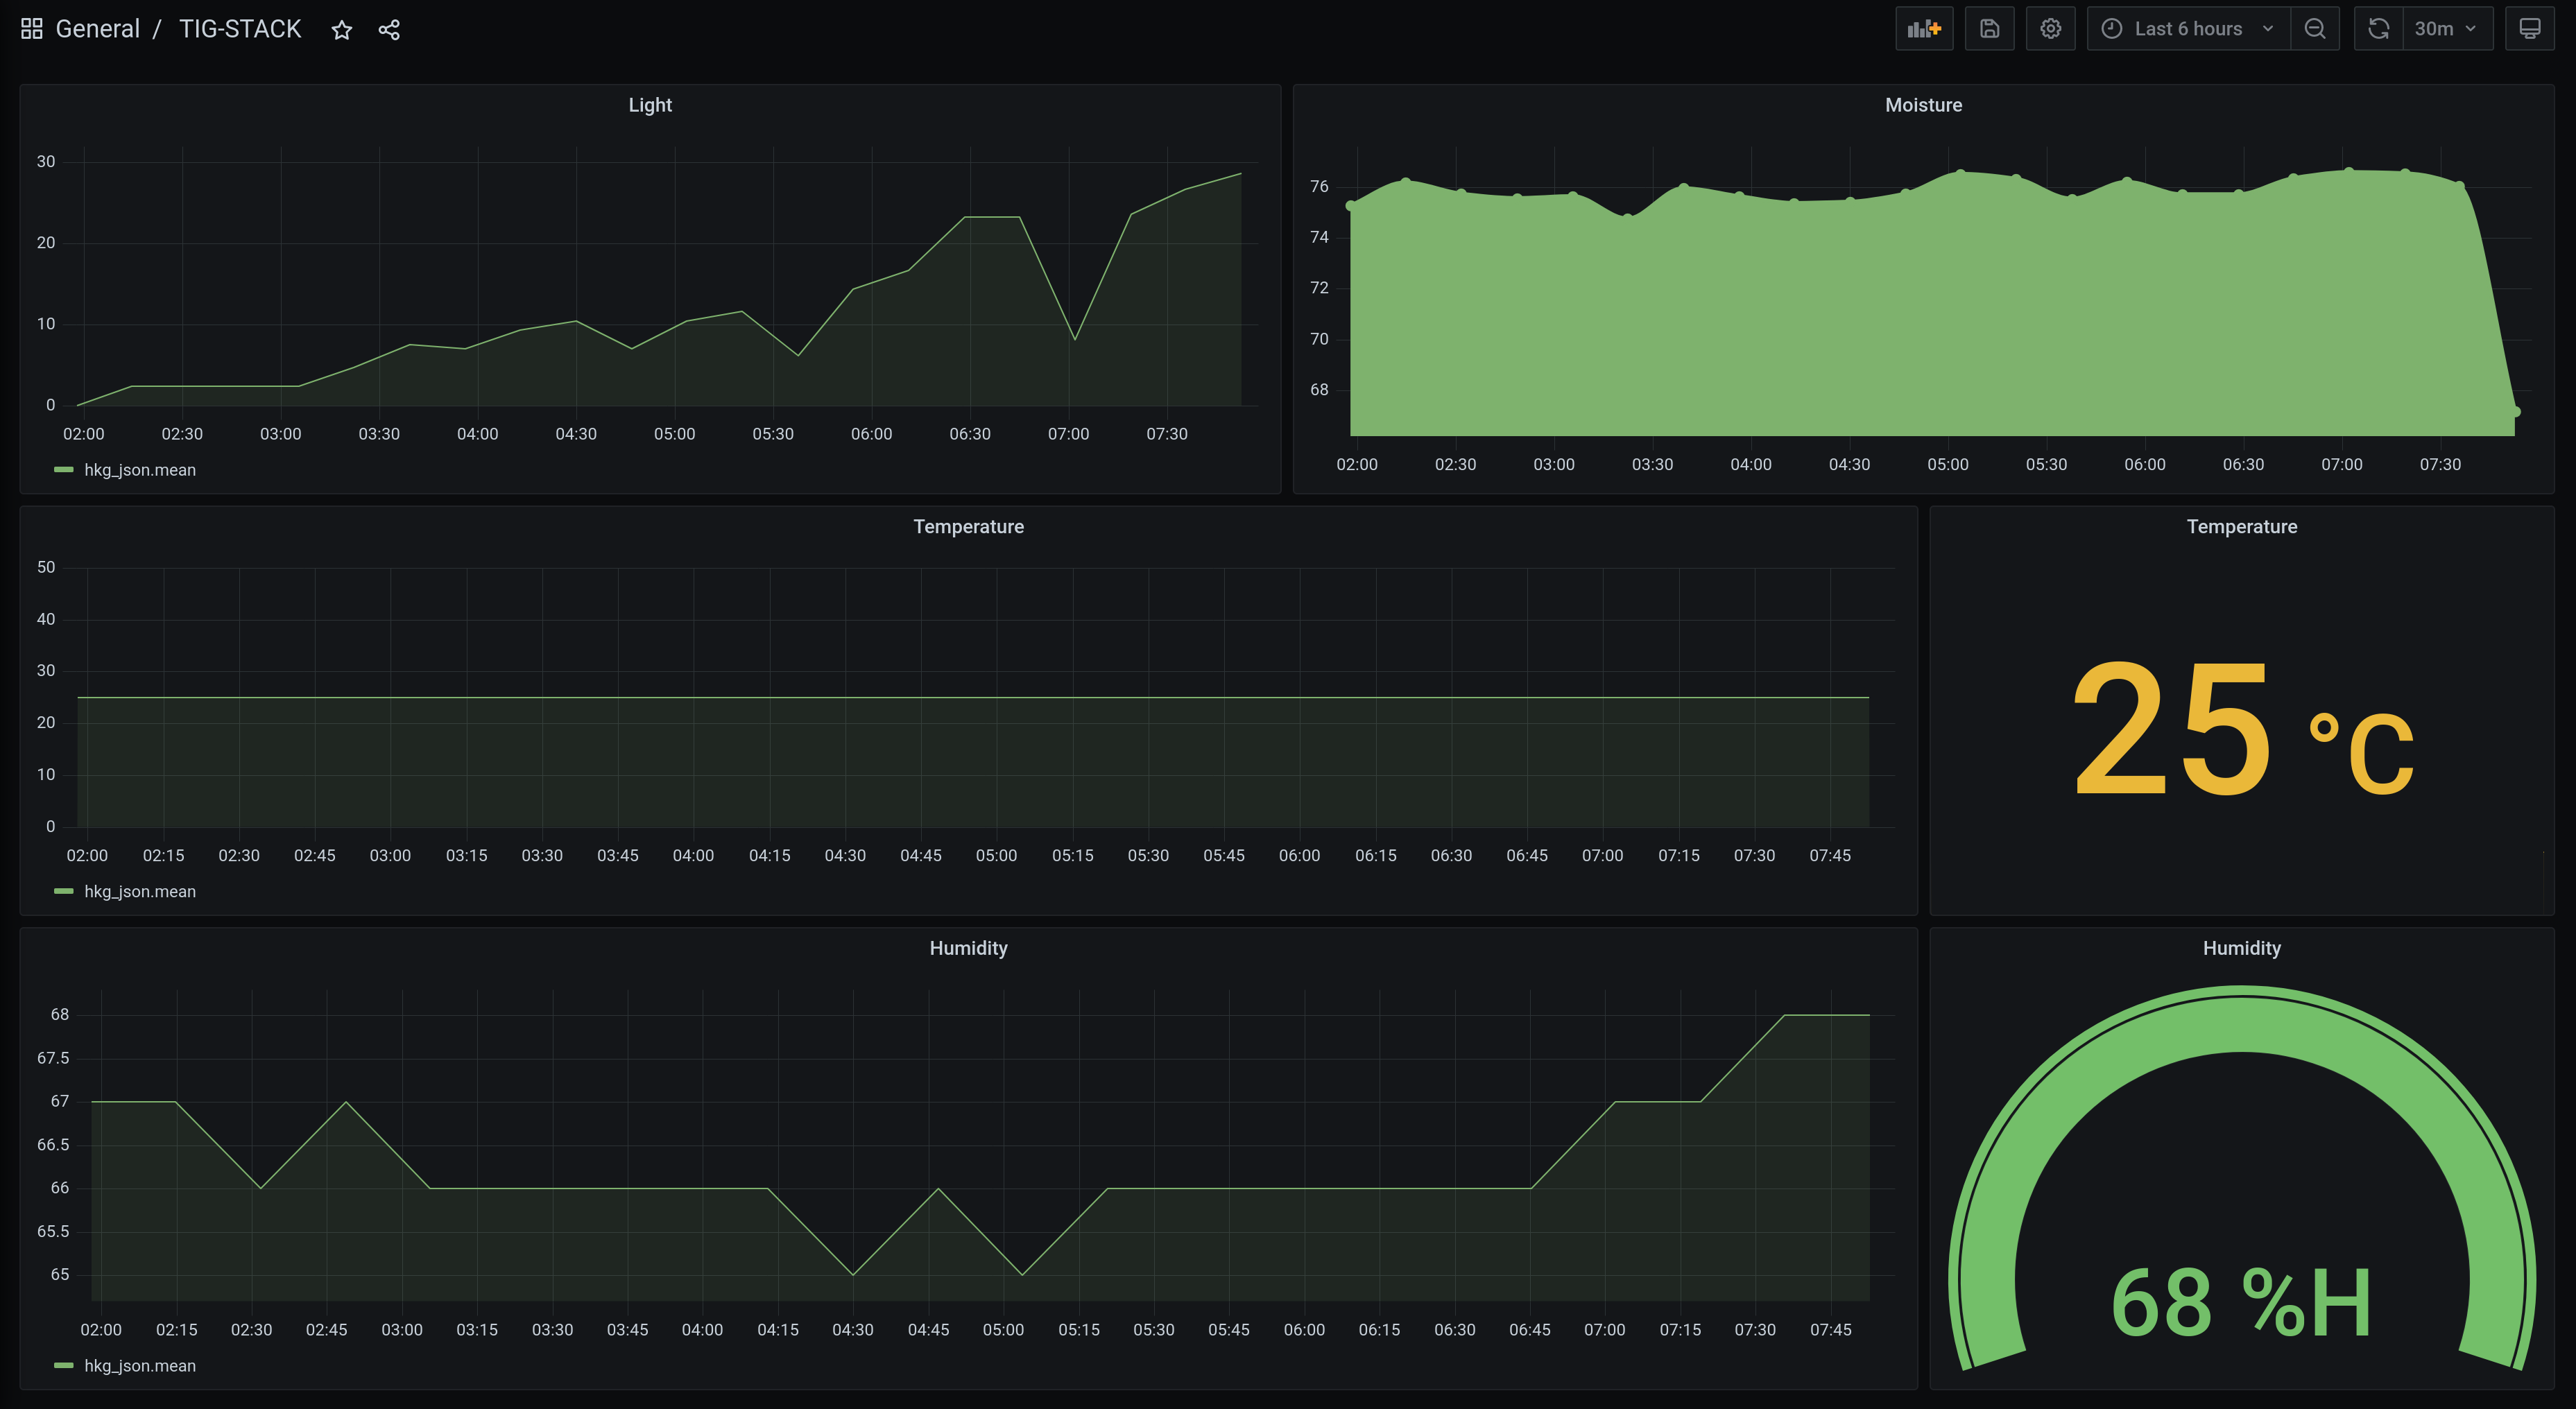 General / TIG-STACK
Last 6 hours
30m
Light
30
20
10
0
02:00 02:30 03:00 03:30 04:00 04:30 05:00 05:30 06:00 06:30 07:00 07:30
hkg_json.mean
Moisture
76
74
72
70
68
02:00 02:30 03:00 03:30 04:00 04:30 05:00 05:30 06:00 06:30 07:00 07:30
Temperature
50
40
30
20
10
0
02:00 02:15 02:30 02:45 03:00 03:15 03:30 03:45 04:00 04:15 04:30 04:45 05:00 05:15 05:30 05:45 06:00 06:15 06:30 06:45 07:00 07:15 07:30 07:45
hkg_json.mean
Temperature
25 °C
Humidity
68
67.5
67
66.5
66
65.5
65
02:00 02:15 02:30 02:45 03:00 03:15 03:30 03:45 04:00 04:15 04:30 04:45 05:00 05:15 05:30 05:45 06:00 06:15 06:30 06:45 07:00 07:15 07:30 07:45
hkg_json.mean
Humidity
68 %H